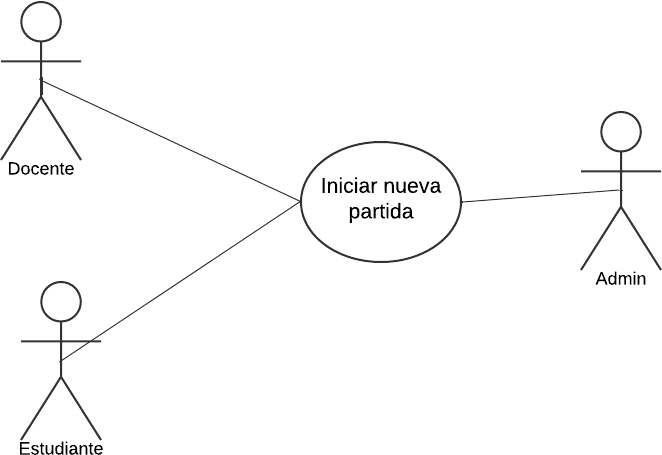 Docente
Iniciar nueva
partida
Admin
Estudiante